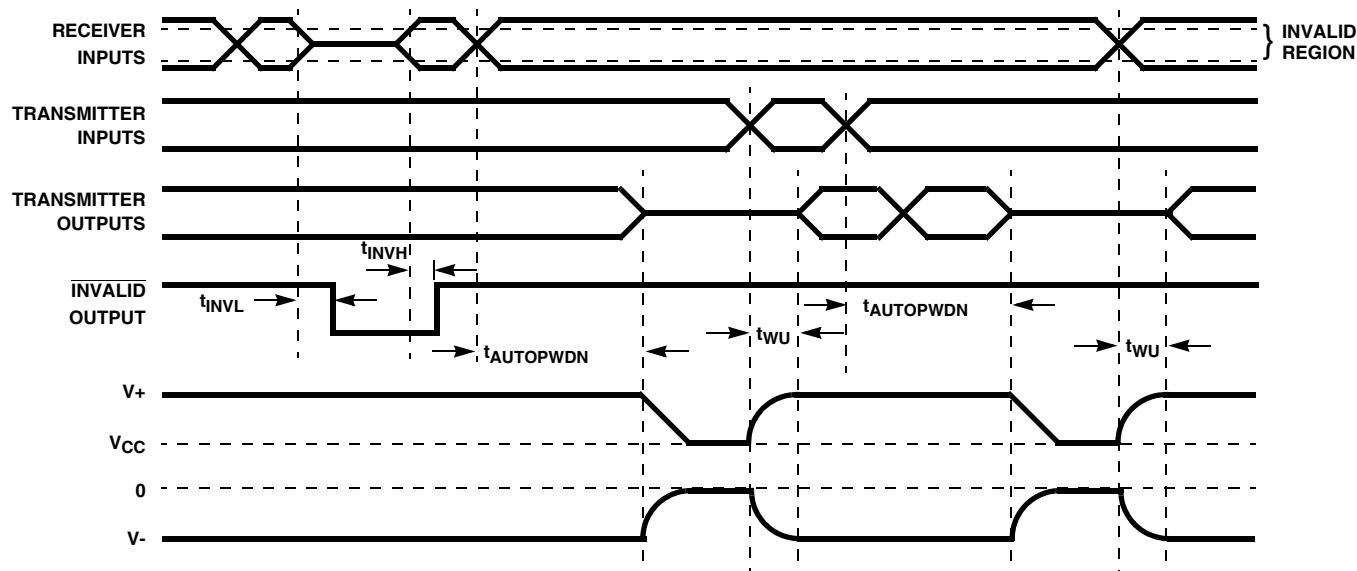 RECEIVER
INPUTS
} INVALID
REGION
TRANSMITTER
INPUTS
TRANSMITTER
OUTPUTS
tINVH
INVALID
OUTPUT
tINVL
tAUTOPWDN
tWU
tAUTOPWDN
tWU
V+
VCC
0
V-